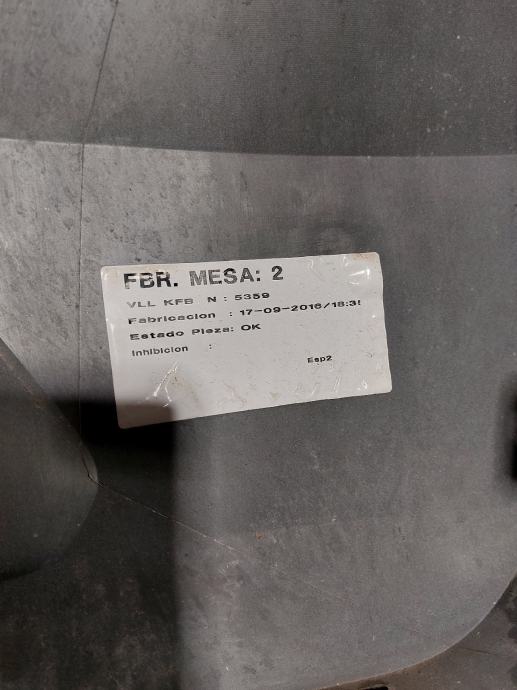 FBR. MESA: 2
VLL KFB N : 5359
Fabricacion : 17-09-2016/18:3
Estado Pieza: OK
Inhibicion :
Esp2